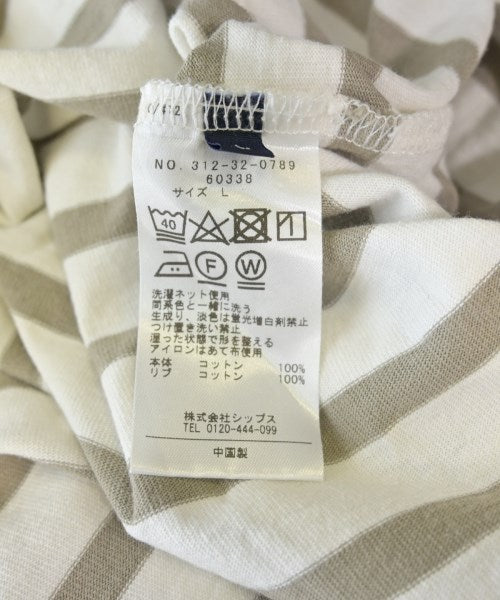 NO. 312-32-0789
60338
サイズ L
40
F
W
洗濯ネット使用
同系色と一緒に洗う
生成り、淡色は蛍光増白剤禁止
つけ置き洗い禁止
湿った状態で形を整える
アイロンはあて布使用
本体 コットン 100%
リブ コットン 100%
株式会社シップス
TEL 0120-444-099
中国製